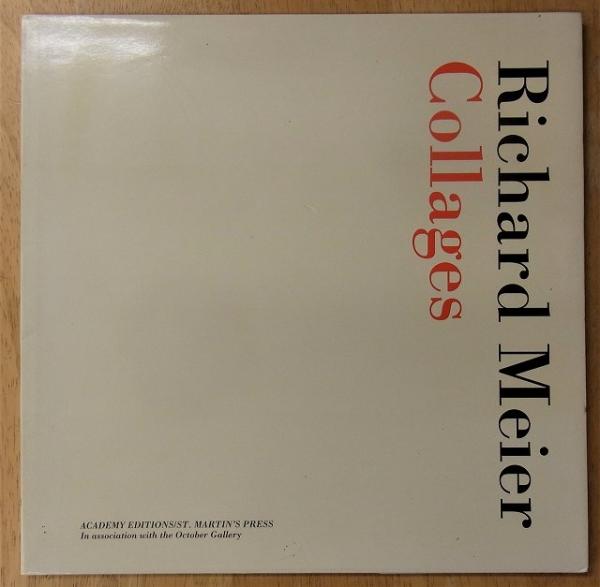 Richard Meier
Collages
ACADEMY EDITIONS/ST. MARTIN'S PRESS
In association with the October Gallery